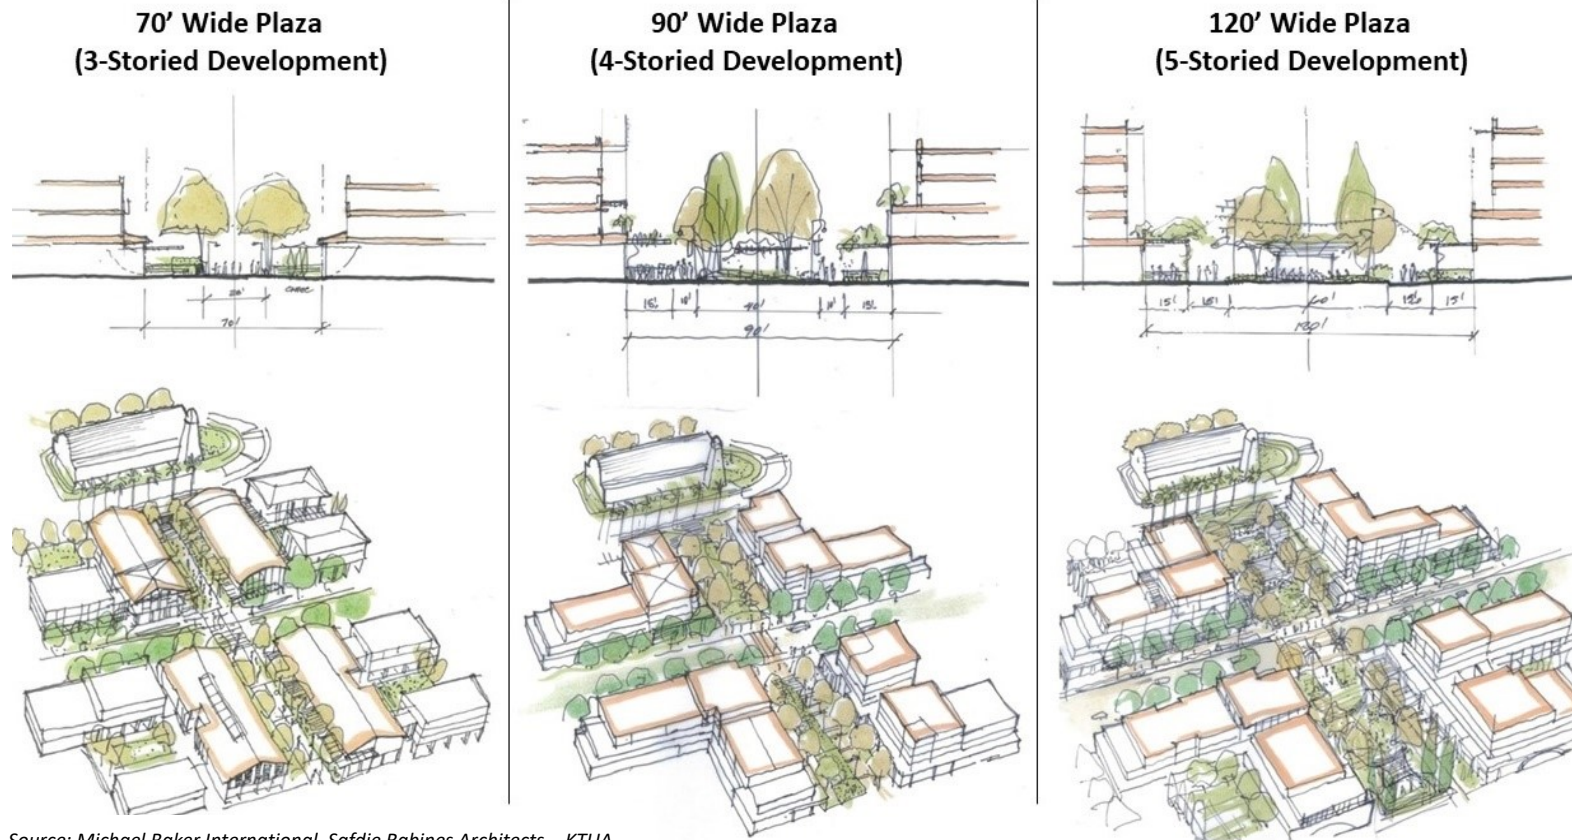 70’ Wide Plaza
(3-Storied Development)
90’ Wide Plaza
(4-Storied Development)
120’ Wide Plaza
(5-Storied Development)
70'
15' 10' 40' 10' 15'
90'
15' 15' 60' 15'
120'
Source: Michael Baker International, Safdie Rabines Architects, KTUA